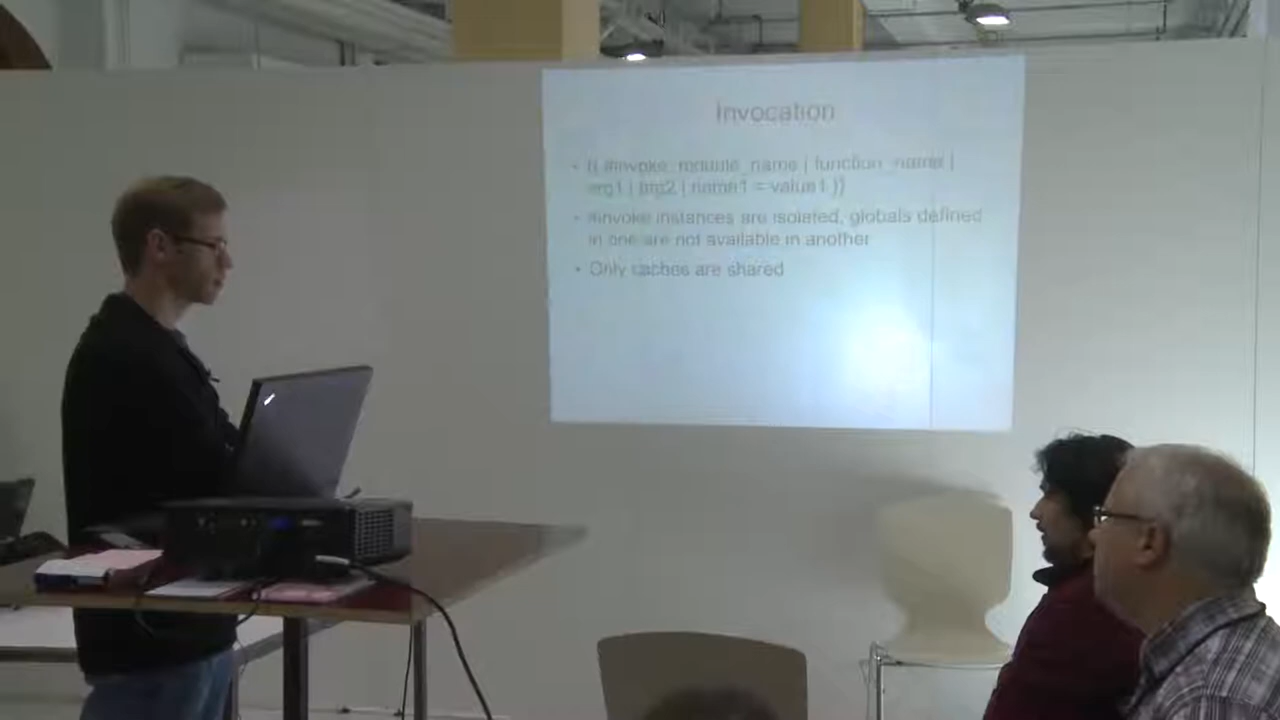 Invocation
• {{ #invoke: module_name | function_name |
arg1 | arg2 | name1 = value1 }}
• #invoke instances are isolated, globals defined
in one are not available in another
• Only caches are shared